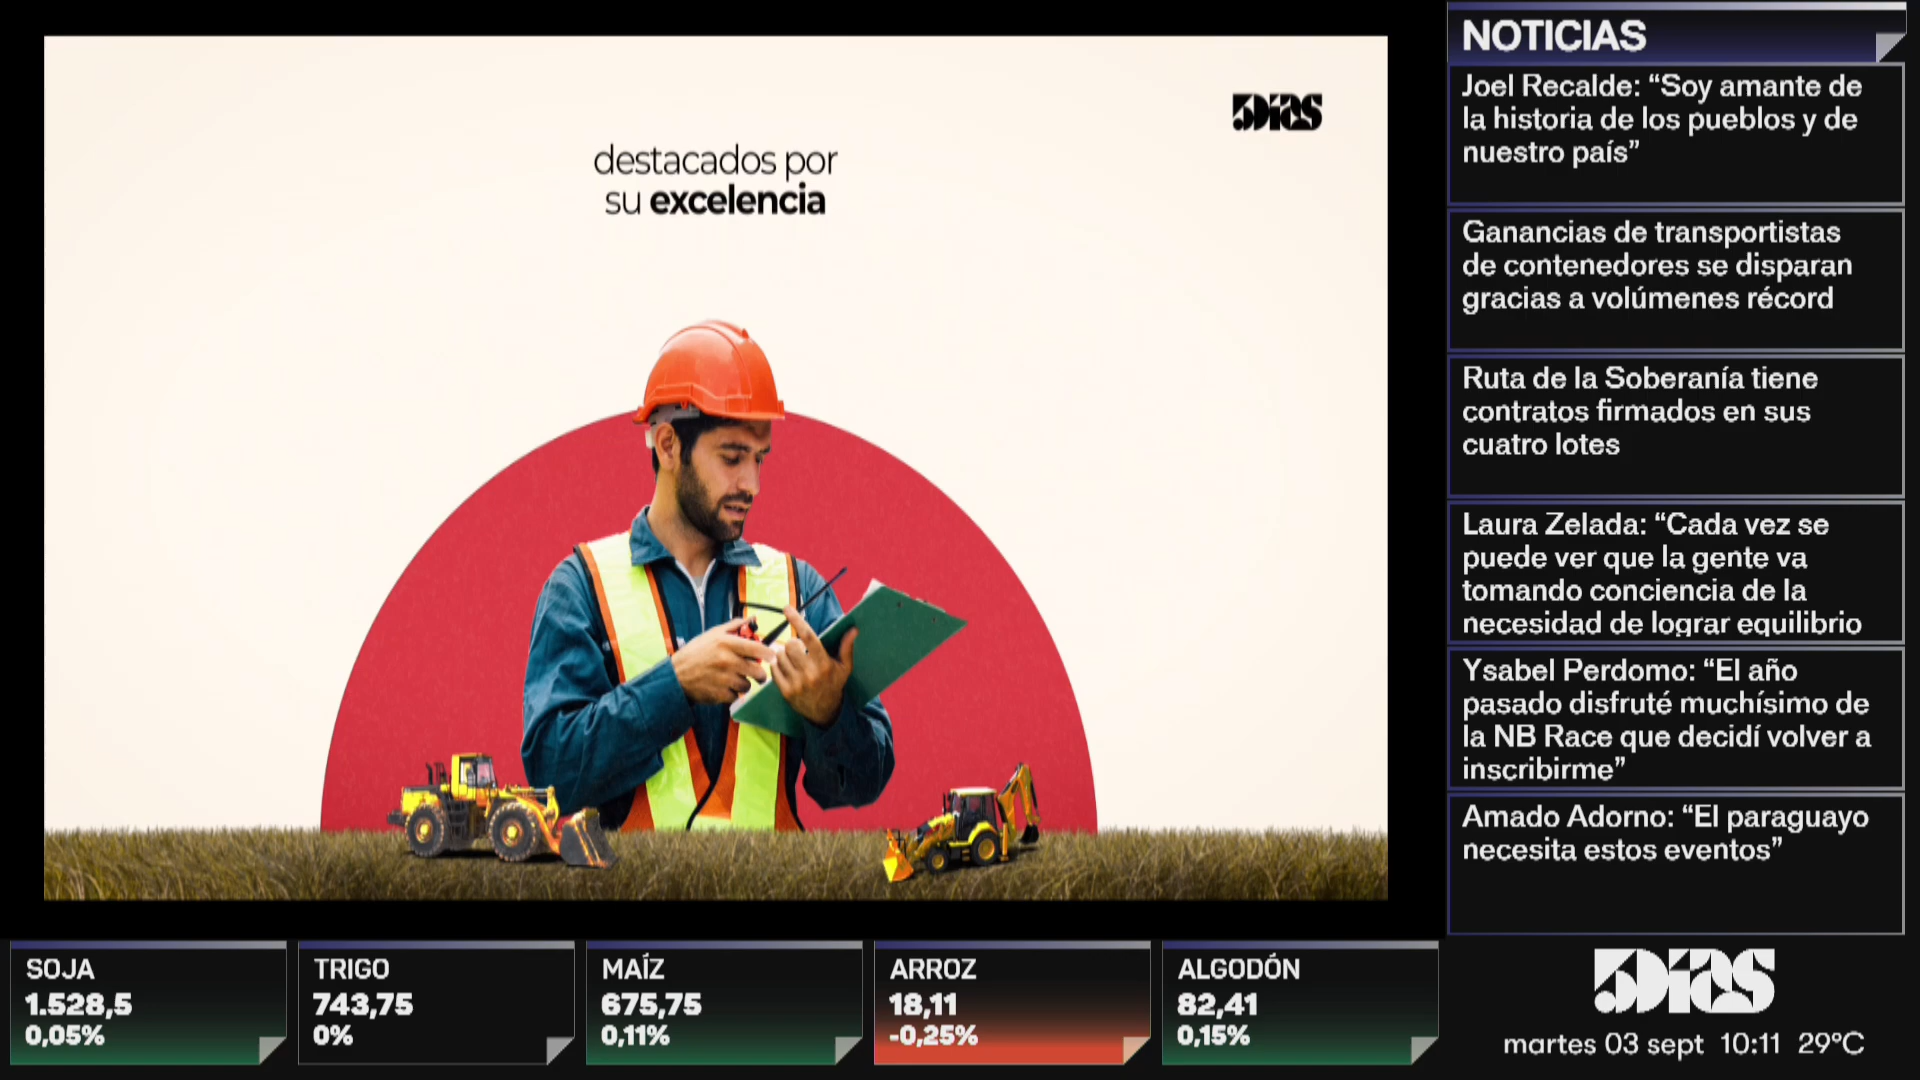 5Días
destacados por
su excelencia
NOTICIAS
Joel Recalde: “Soy amante de
la historia de los pueblos y de
nuestro país”
Ganancias de transportistas
de contenedores se disparan
gracias a volúmenes récord
Ruta de la Soberanía tiene
contratos firmados en sus
cuatro lotes
Laura Zelada: “Cada vez se
puede ver que la gente va
tomando conciencia de la
necesidad de lograr equilibrio
Ysabel Perdomo: “El año
pasado disfruté muchísimo de
la NB Race que decidí volver a
inscribirme”
Amado Adorno: “El paraguayo
necesita estos eventos”
SOJA
1.528,5
0,05%
TRIGO
743,75
0%
MAÍZ
675,75
0,11%
ARROZ
18,11
-0,25%
ALGODÓN
82,41
0,15%
5Días
martes 03 sept 10:11 29°C